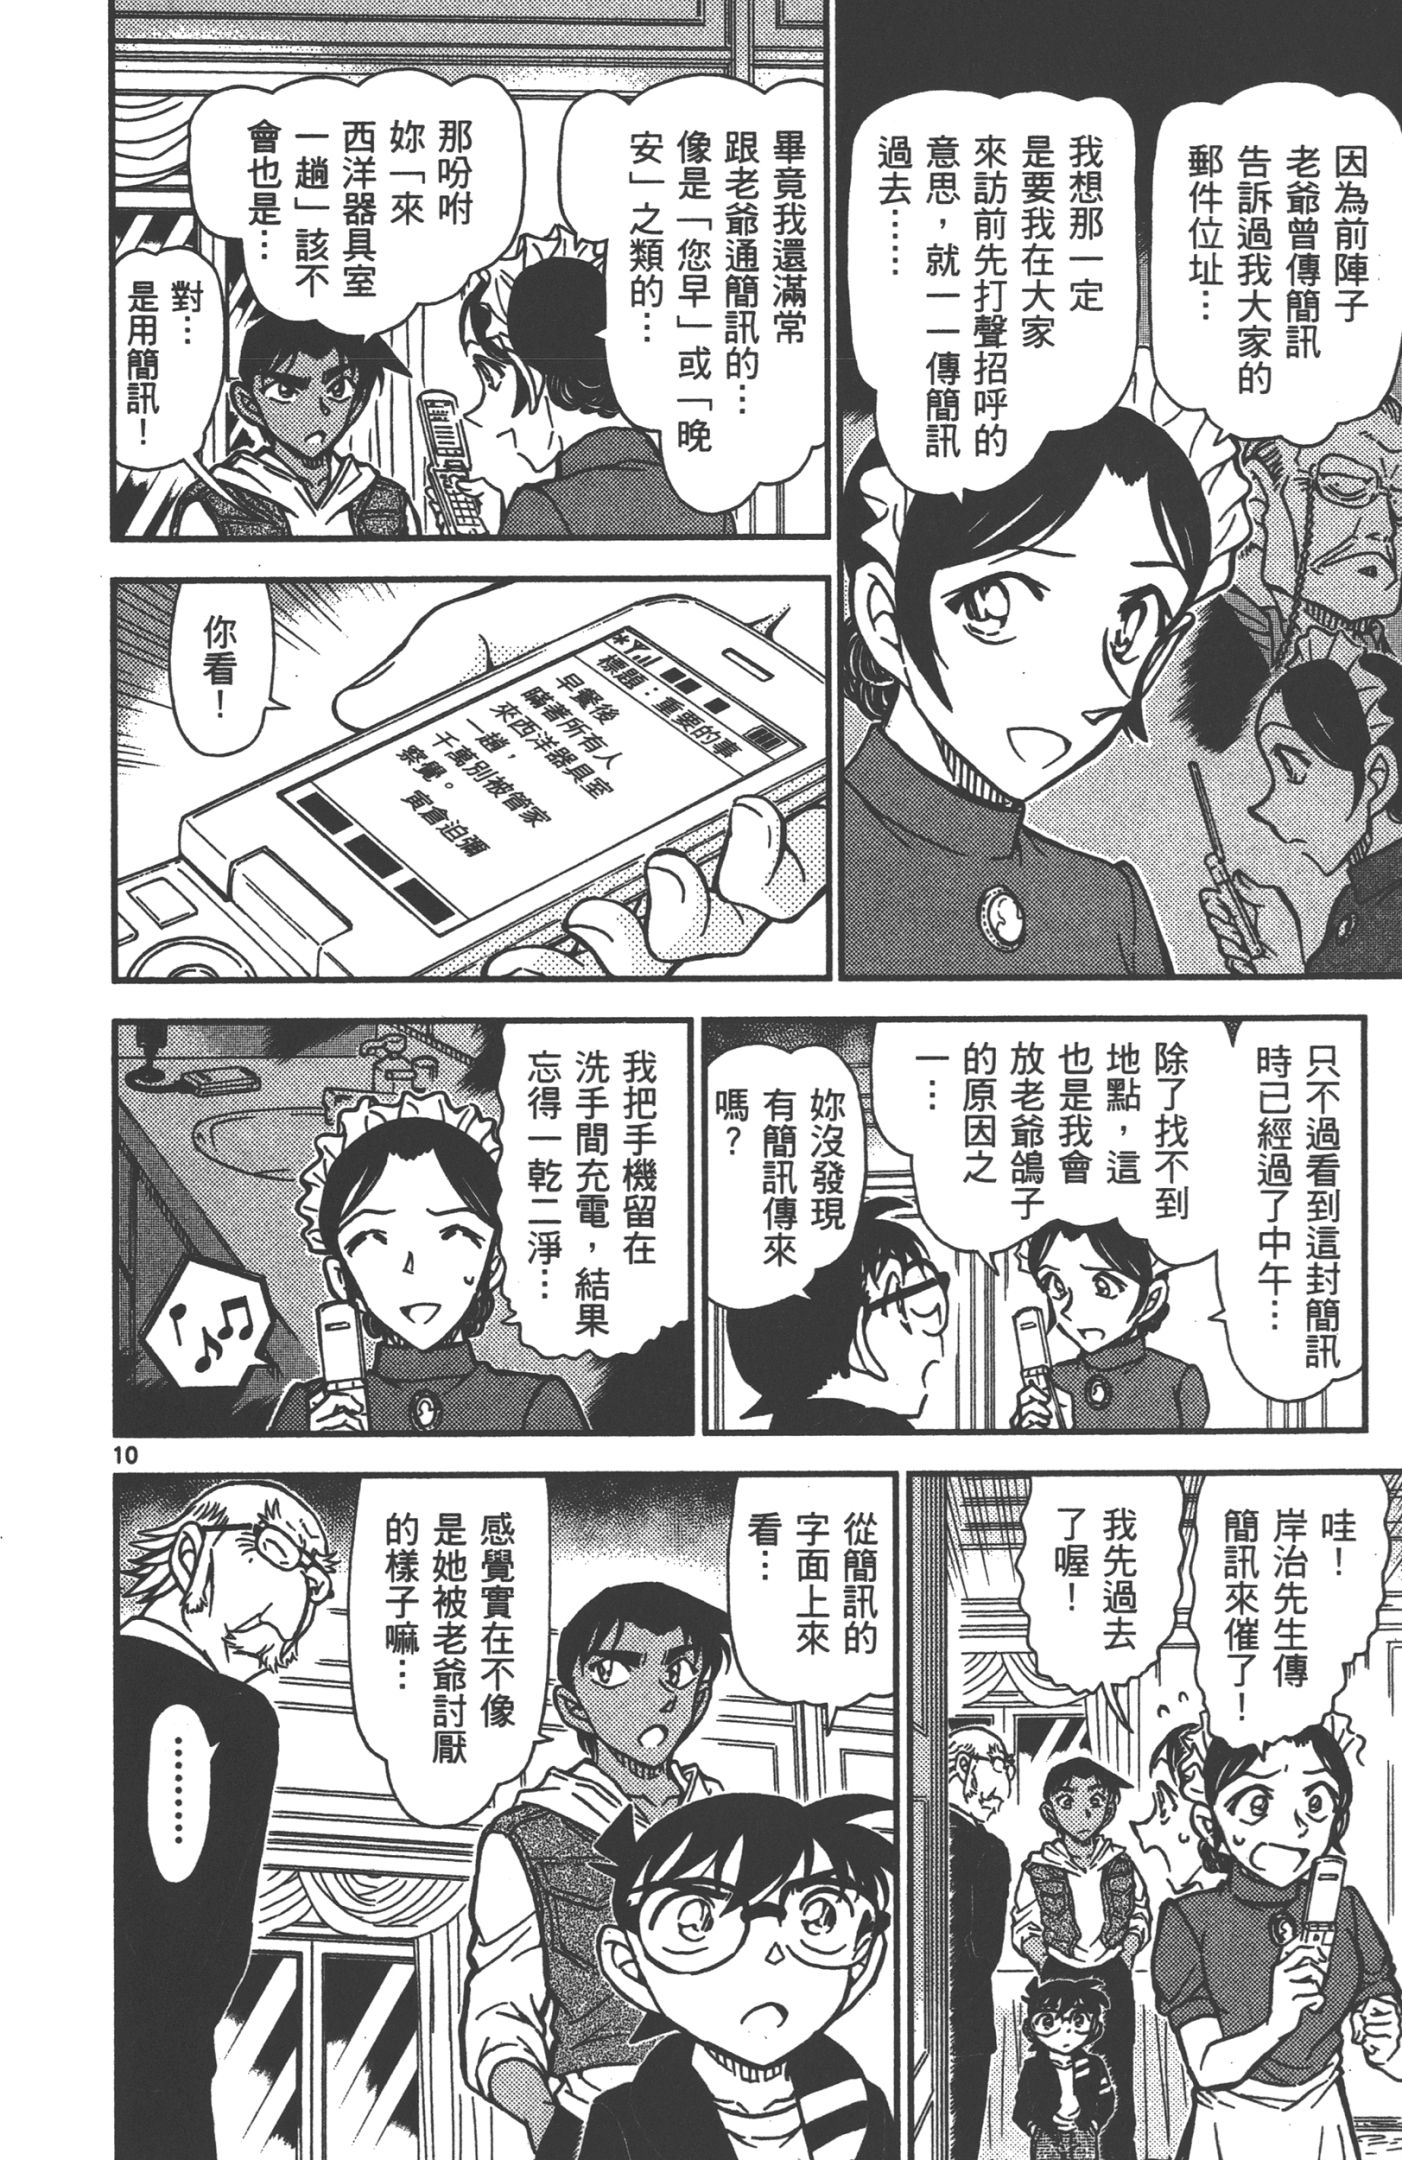 因為前陣子
老爺曾傳簡訊
告訴過我大家的
郵件位址…
我想那一定
是要我在大家
來訪前先打聲招呼的
意思，就一一傳簡訊
過去……
畢竟我還滿常
跟老爺通簡訊的…
像是「您早」或「晚
安」之類的…
那吩咐
妳「來
西洋器具室
一趟」該不
會也是…
對…
是用簡訊！
你看！
標題：重要的事
早餐後
瞞著所有人
來西洋器具室
一趟，
千萬別被管家
察覺。
寅倉泊彌
只不過看到這封簡訊
時已經過了中午…
除了找不到
地點，這
也是我會
放老爺鴿子
的原因之
一…
妳沒發現
有簡訊傳來
嗎？
我把手機留在
洗手間充電，結果
忘得一乾二淨…
10
哇！
岸治先生傳
簡訊來催了！
我先過去
了喔！
從簡訊的
字面上來
看…
感覺實在不像
是她被老爺討厭
的樣子嘛…
………